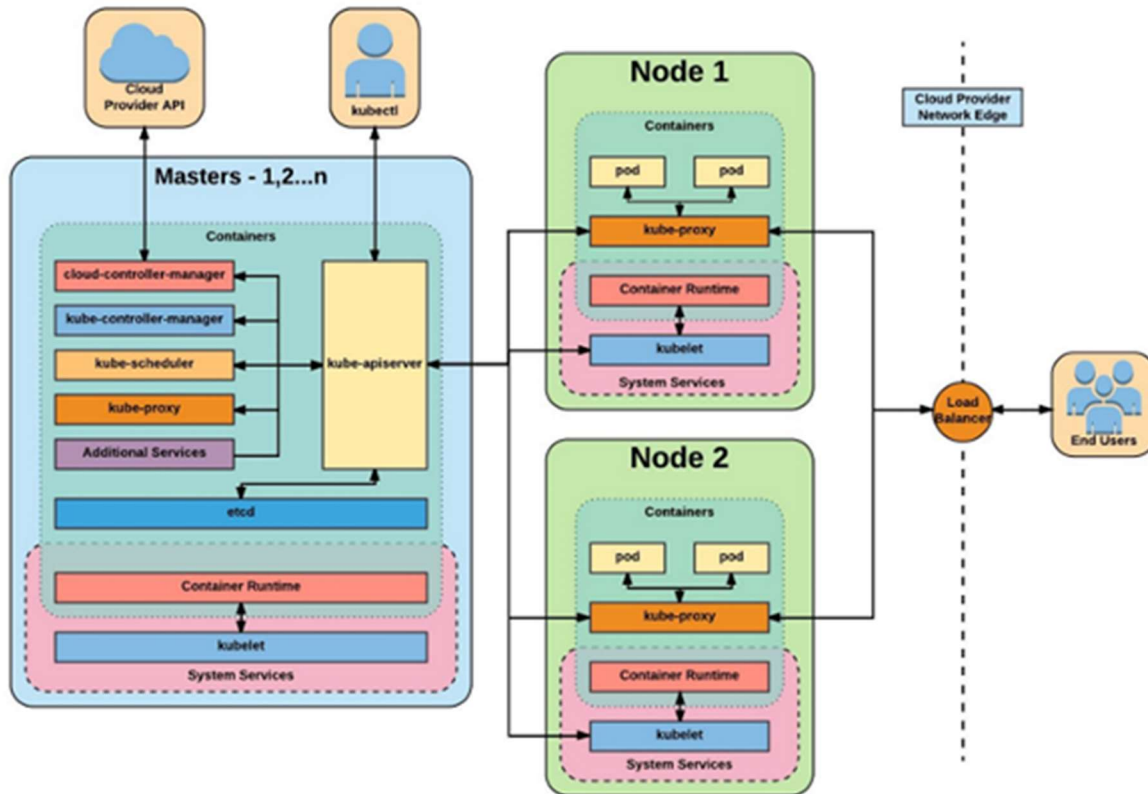 Cloud
Provider API
kubectl
Masters - 1,2...n
Containers
cloud-controller-manager
kube-controller-manager
kube-scheduler
kube-proxy
Additional Services
kube-apiserver
etcd
Container Runtime
kubelet
System Services
Node 1
Containers
pod
pod
kube-proxy
Container Runtime
kubelet
System Services
Node 2
Containers
pod
pod
kube-proxy
Container Runtime
kubelet
System Services
Cloud Provider
Network Edge
Load
Balancer
End Users